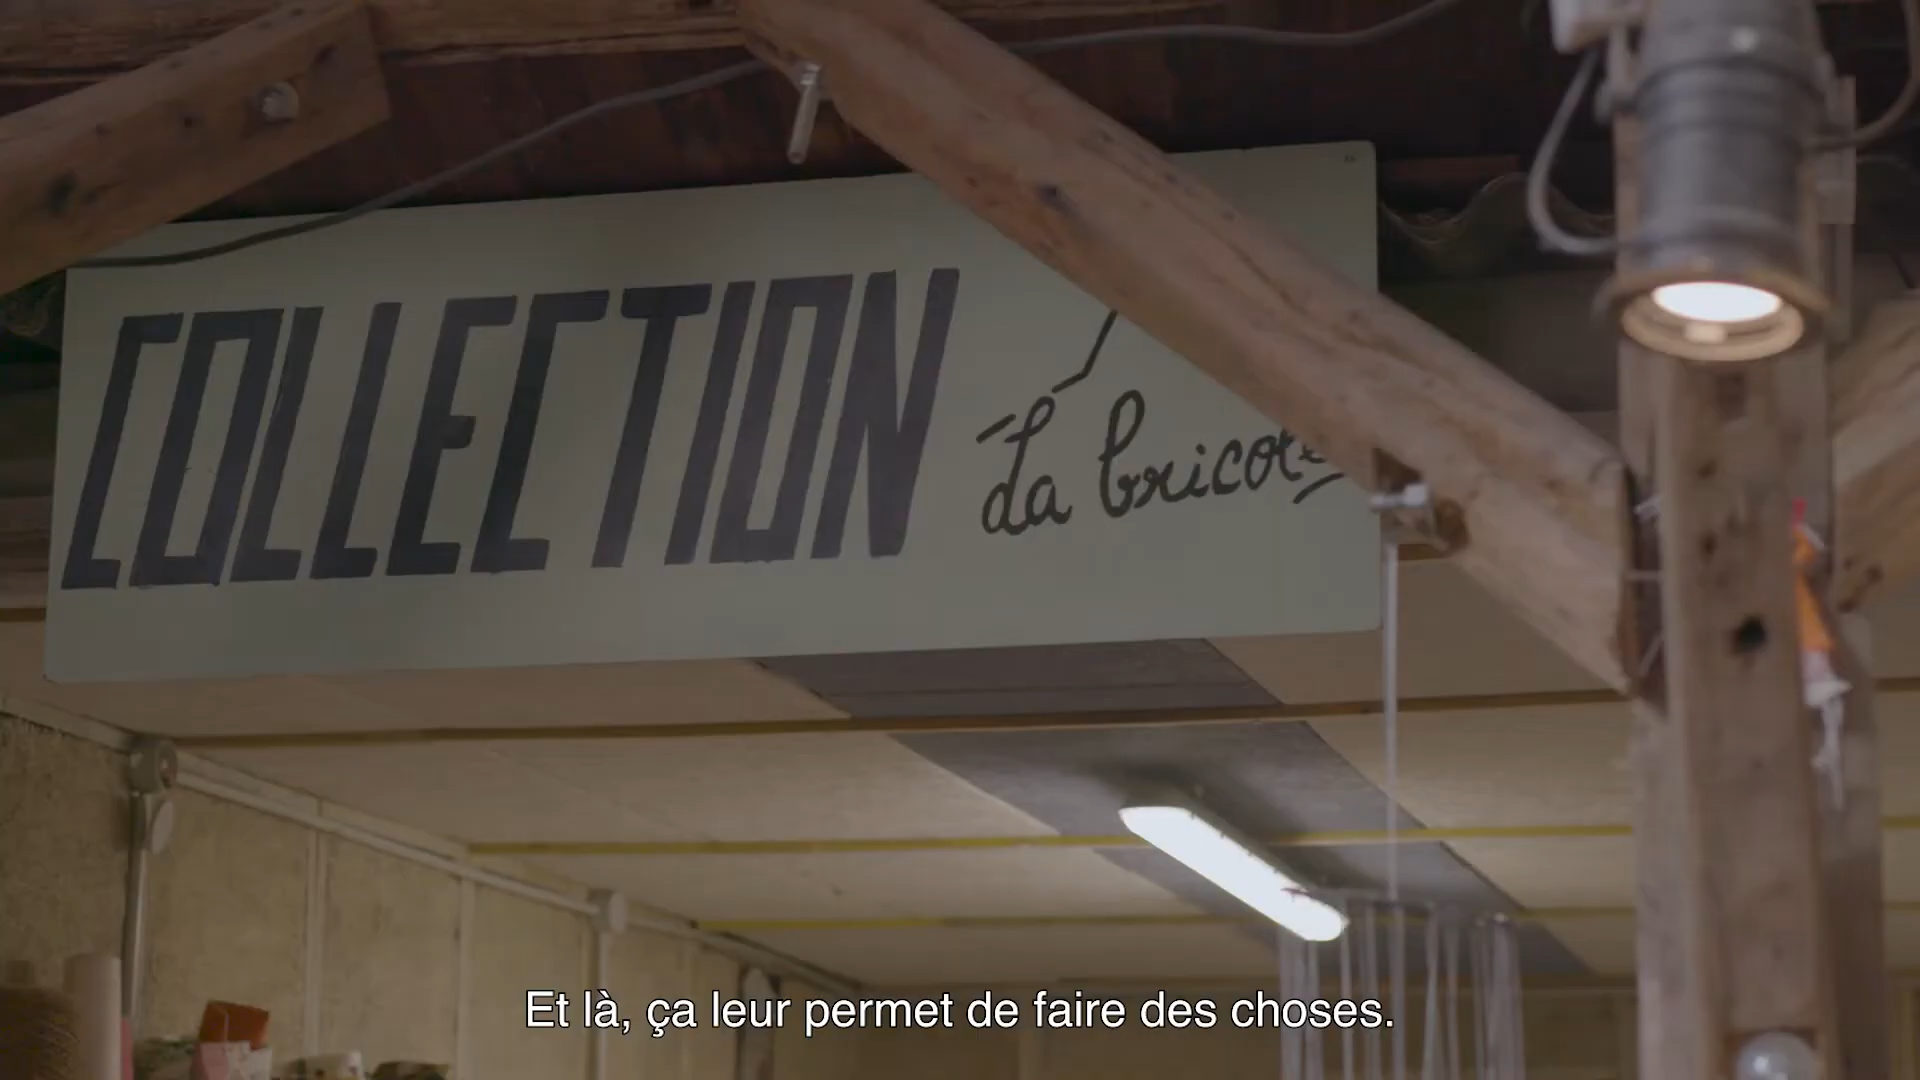 COLLECTION
La bricole
Et là, ça leur permet de faire des choses.